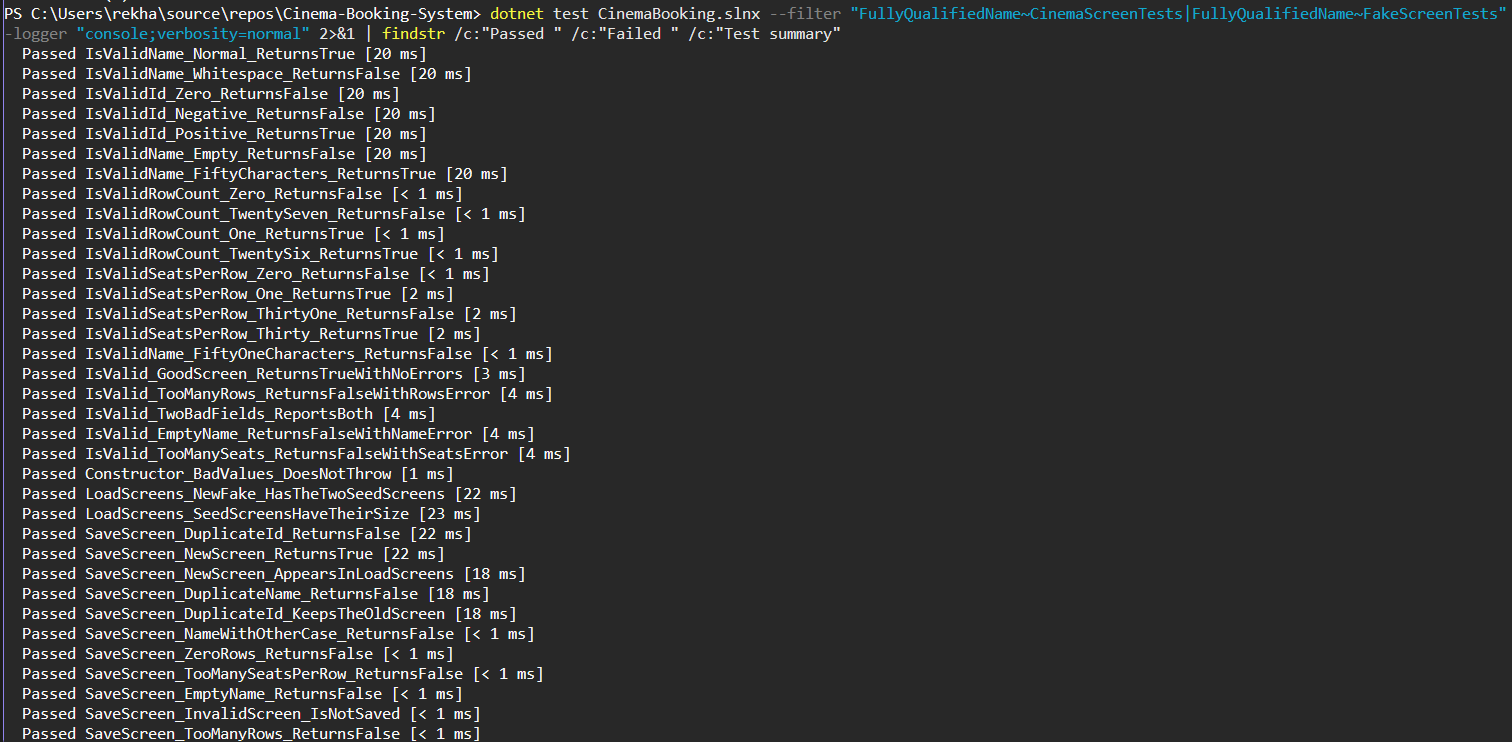 PS C:\Users\rekha\source\repos\Cinema-Booking-System> dotnet test CinemaBooking.slnx --filter "FullyQualifiedName~CinemaScreenTests|FullyQualifiedName~FakeScreenTests"
-logger "console;verbosity=normal" 2>&1 | findstr /c:"Passed " /c:"Failed " /c:"Test summary"
Passed IsValidName_Normal_ReturnsTrue [20 ms]
Passed IsValidName_Whitespace_ReturnsFalse [20 ms]
Passed IsValidId_Zero_ReturnsFalse [20 ms]
Passed IsValidId_Negative_ReturnsFalse [20 ms]
Passed IsValidId_Positive_ReturnsTrue [20 ms]
Passed IsValidName_Empty_ReturnsFalse [20 ms]
Passed IsValidName_FiftyCharacters_ReturnsTrue [20 ms]
Passed IsValidRowCount_Zero_ReturnsFalse [< 1 ms]
Passed IsValidRowCount_TwentySeven_ReturnsFalse [< 1 ms]
Passed IsValidRowCount_One_ReturnsTrue [< 1 ms]
Passed IsValidRowCount_TwentySix_ReturnsTrue [< 1 ms]
Passed IsValidSeatsPerRow_Zero_ReturnsFalse [< 1 ms]
Passed IsValidSeatsPerRow_One_ReturnsTrue [2 ms]
Passed IsValidSeatsPerRow_ThirtyOne_ReturnsFalse [2 ms]
Passed IsValidSeatsPerRow_Thirty_ReturnsTrue [2 ms]
Passed IsValidName_FiftyOneCharacters_ReturnsFalse [< 1 ms]
Passed IsValid_GoodScreen_ReturnsTrueWithNoErrors [3 ms]
Passed IsValid_TooManyRows_ReturnsFalseWithRowsError [4 ms]
Passed IsValid_TwoBadFields_ReportsBoth [4 ms]
Passed IsValid_EmptyName_ReturnsFalseWithNameError [4 ms]
Passed IsValid_TooManySeats_ReturnsFalseWithSeatsError [4 ms]
Passed Constructor_BadValues_DoesNotThrow [1 ms]
Passed LoadScreens_NewFake_HasTheTwoSeedScreens [22 ms]
Passed LoadScreens_SeedScreensHaveTheirSize [23 ms]
Passed SaveScreen_DuplicateId_ReturnsFalse [22 ms]
Passed SaveScreen_NewScreen_ReturnsTrue [22 ms]
Passed SaveScreen_NewScreen_AppearsInLoadScreens [18 ms]
Passed SaveScreen_DuplicateName_ReturnsFalse [18 ms]
Passed SaveScreen_DuplicateId_KeepsTheOldScreen [18 ms]
Passed SaveScreen_NameWithOtherCase_ReturnsFalse [< 1 ms]
Passed SaveScreen_ZeroRows_ReturnsFalse [< 1 ms]
Passed SaveScreen_TooManySeatsPerRow_ReturnsFalse [< 1 ms]
Passed SaveScreen_EmptyName_ReturnsFalse [< 1 ms]
Passed SaveScreen_InvalidScreen_IsNotSaved [< 1 ms]
Passed SaveScreen_TooManyRows_ReturnsFalse [< 1 ms]